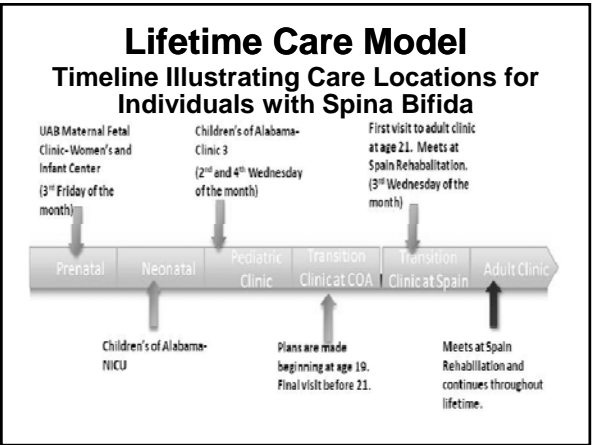 Lifetime Care Model
Timeline Illustrating Care Locations for
Individuals with Spina Bifida
UAB Maternal Fetal
Clinic- Women's and
Infant Center
(3rd Friday of the
month)
Children's of Alabama-
Clinic 3
(2nd and 4th Wednesday
of the month)
First visit to adult clinic
at age 21. Meets at
Spain Rehabalitation.
(3rd Wednesday of the
month)
Prenatal
Neonatal
Pediatric
Clinic
Transition
Clinic at COA
Transition
Clinic at Spain
Adult Clinic
Children's of Alabama-
NICU
Plans are made
beginning at age 19.
Final visit before 21.
Meets at Spain
Rehabiliation and
continues throughout
lifetime.